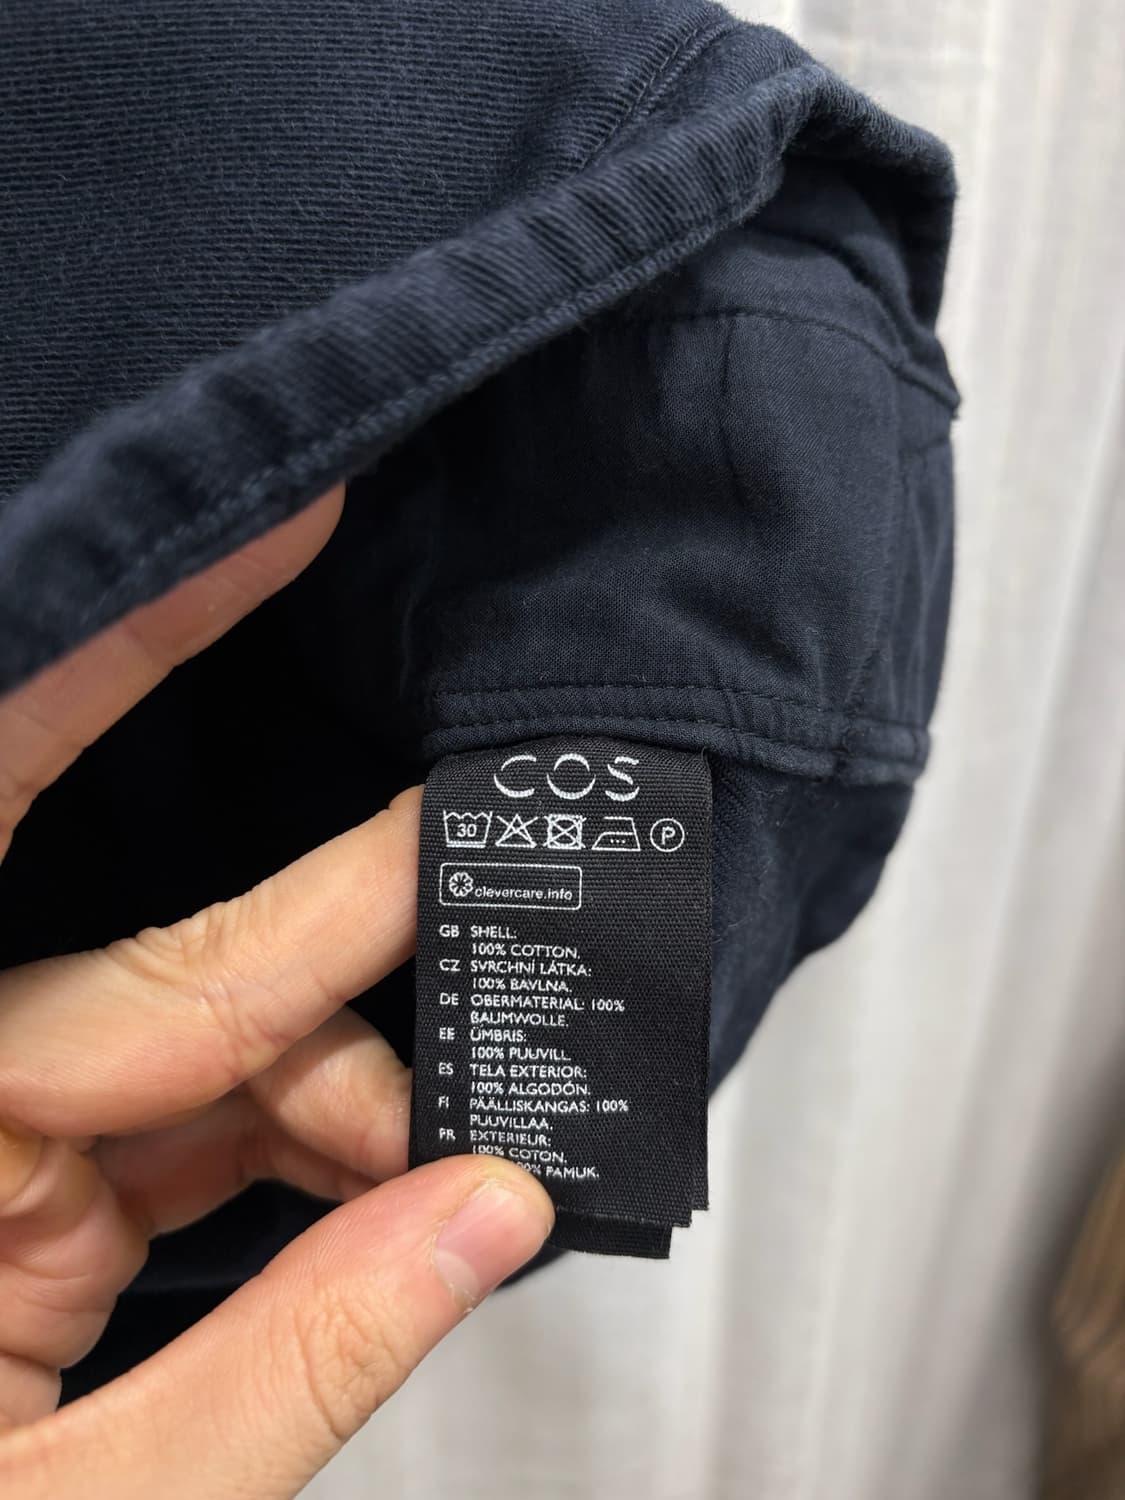 COS
30
P
clevercare.info
GB SHELL:
100% COTTON.
CZ SVRCHNÍ LÁTKA:
100% BAVLNA.
DE OBERMATERIAL: 100%
BAUMWOLLE.
EE ÜMBRIS:
100% PUUVILL.
ES TELA EXTERIOR:
100% ALGODÓN.
FI PÄÄLLISKANGAS: 100%
PUUVILLAA.
FR EXTERIEUR:
100% COTON.
PAMUK.